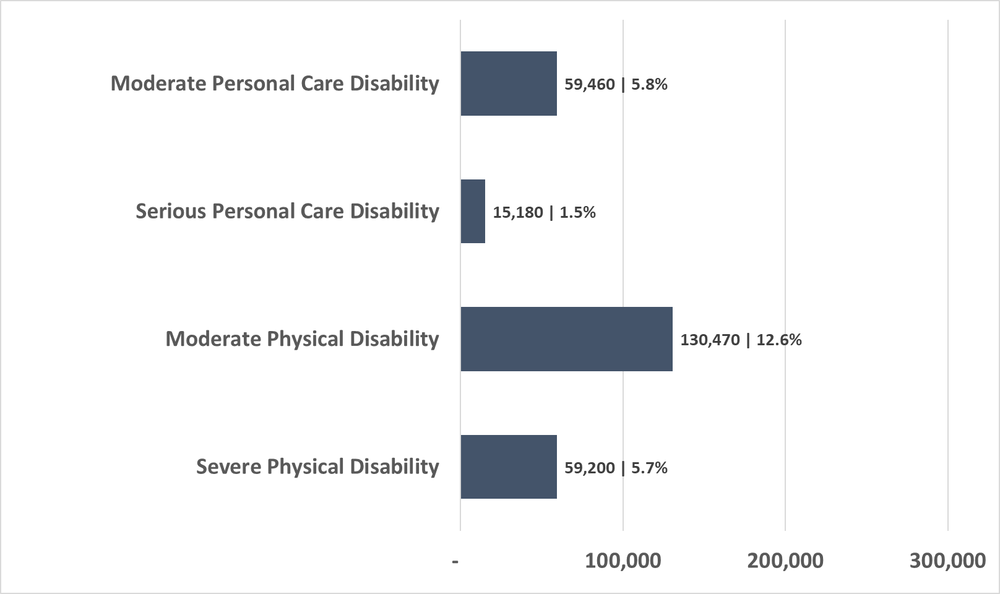 Moderate Personal Care Disability
59,460 | 5.8%
Serious Personal Care Disability
15,180 | 1.5%
Moderate Physical Disability
130,470 | 12.6%
Severe Physical Disability
59,200 | 5.7%
- 100,000 200,000 300,000